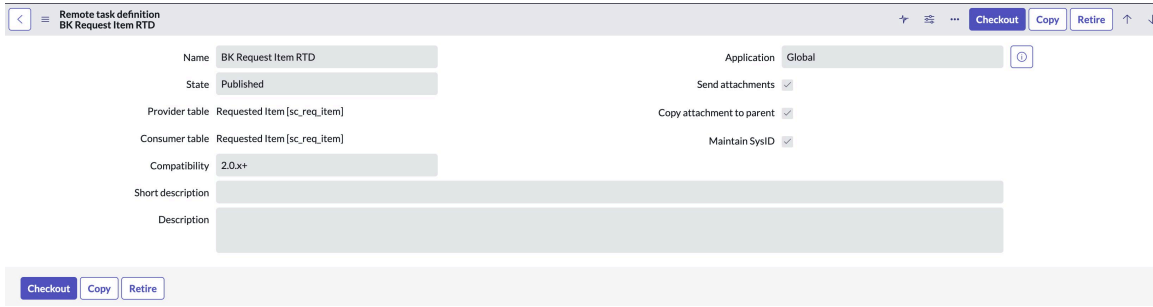 Remote task definition
BK Request Item RTD
Checkout Copy Retire
Name BK Request Item RTD
Application Global
State Published
Send attachments
Provider table Requested Item [sc_req_item]
Copy attachment to parent
Consumer table Requested Item [sc_req_item]
Maintain SysID
Compatibility 2.0.x+
Short description
Description
Checkout Copy Retire